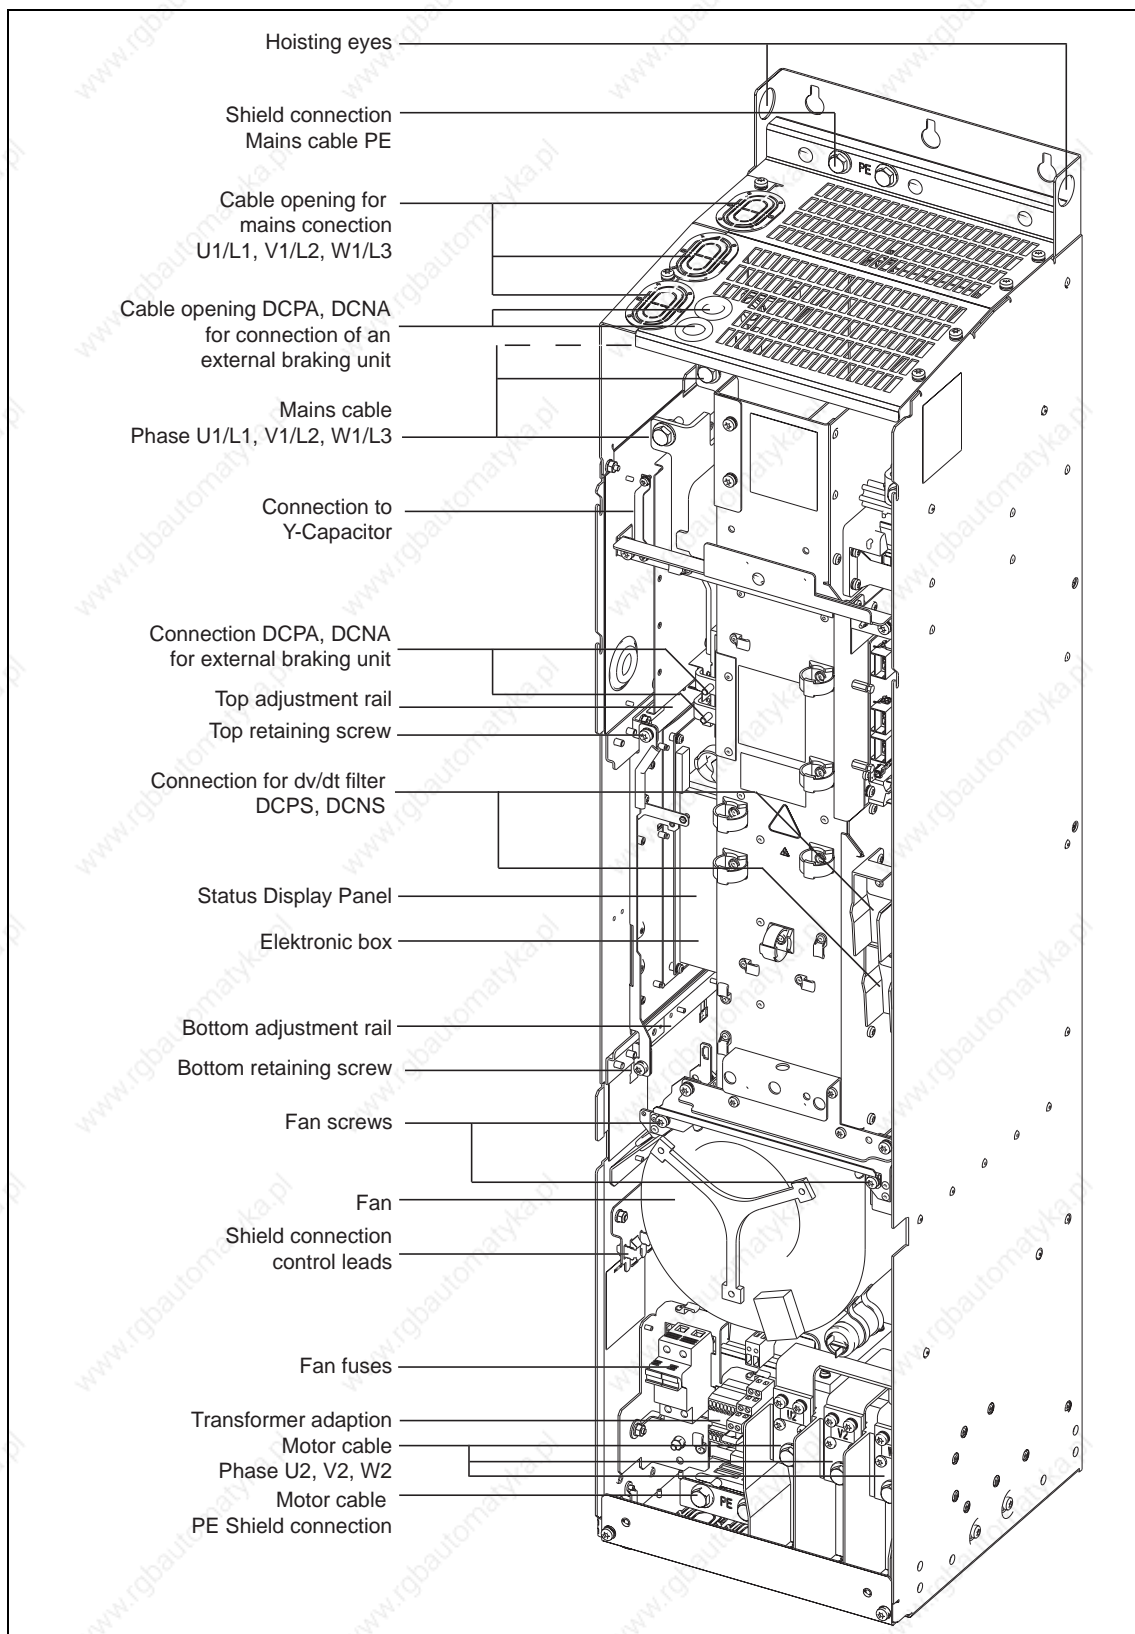 Hoisting eyes
Shield connection
Mains cable PE
Cable opening for
mains conection
U1/L1, V1/L2, W1/L3
Cable opening DCPA, DCNA
for connection of an
external braking unit
Mains cable
Phase U1/L1, V1/L2, W1/L3
Connection to
Y-Capacitor
Connection DCPA, DCNA
for external braking unit
Top adjustment rail
Top retaining screw
Connection for dv/dt filter
DCPS, DCNS
Status Display Panel
Elektronic box
Bottom adjustment rail
Bottom retaining screw
Fan screws
Fan
Shield connection
control leads
Fan fuses
Transformer adaption
Motor cable
Phase U2, V2, W2
Motor cable
PE Shield connection
PE
U2
V2
PE
www.rgbautomatyka.pl